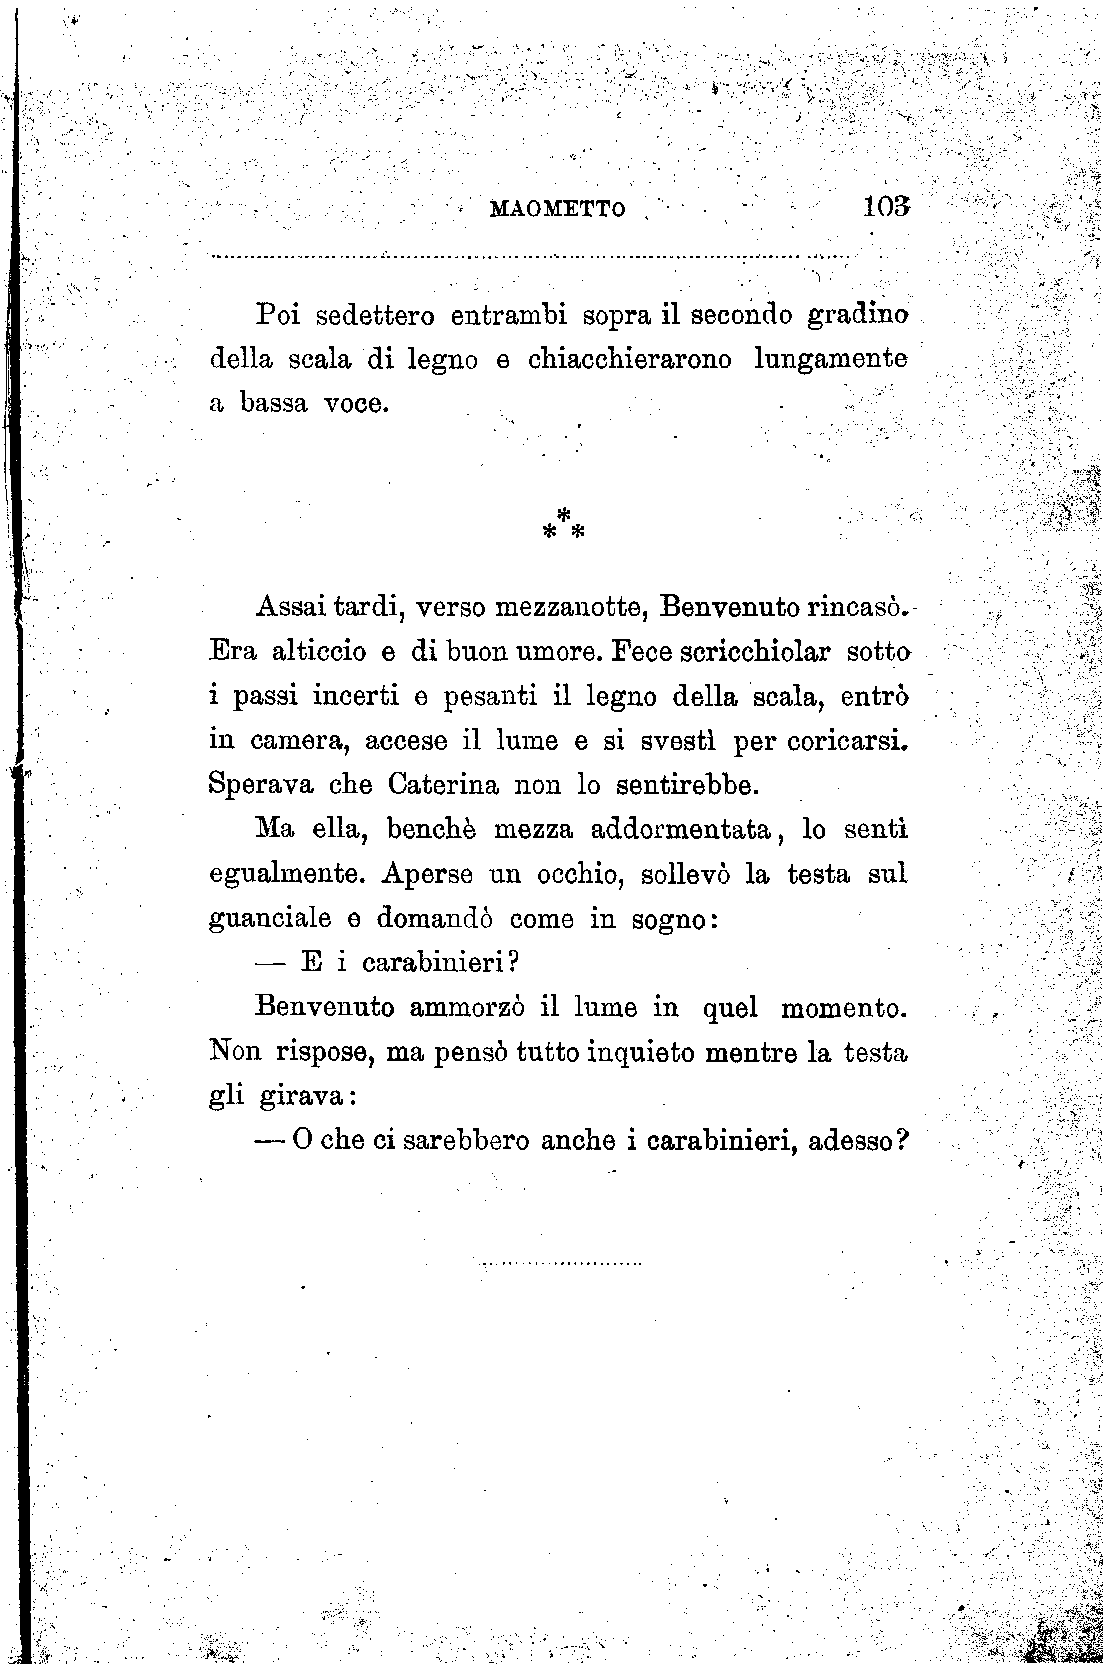 MAOMETTO 103
Poi sedettero entrambi sopra il secondo gradino
della scala di legno e chiacchierarono lungamente
a bassa voce.
*
* *
Assai tardi, verso mezzanotte, Benvenuto rincasò.
Era alticcio e di buon umore. Fece scricchiolar sotto
i passi incerti e pesanti il legno della scala, entrò
in camera, accese il lume e si svestì per coricarsi.
Sperava che Caterina non lo sentirebbe.
Ma ella, benchè mezza addormentata, lo sentì
egualmente. Aperse un occhio, sollevò la testa sul
guanciale e domandò come in sogno:
— E i carabinieri?
Benvenuto ammorzò il lume in quel momento.
Non rispose, ma pensò tutto inquieto mentre la testa
gli girava:
— O che ci sarebbero anche i carabinieri, adesso?